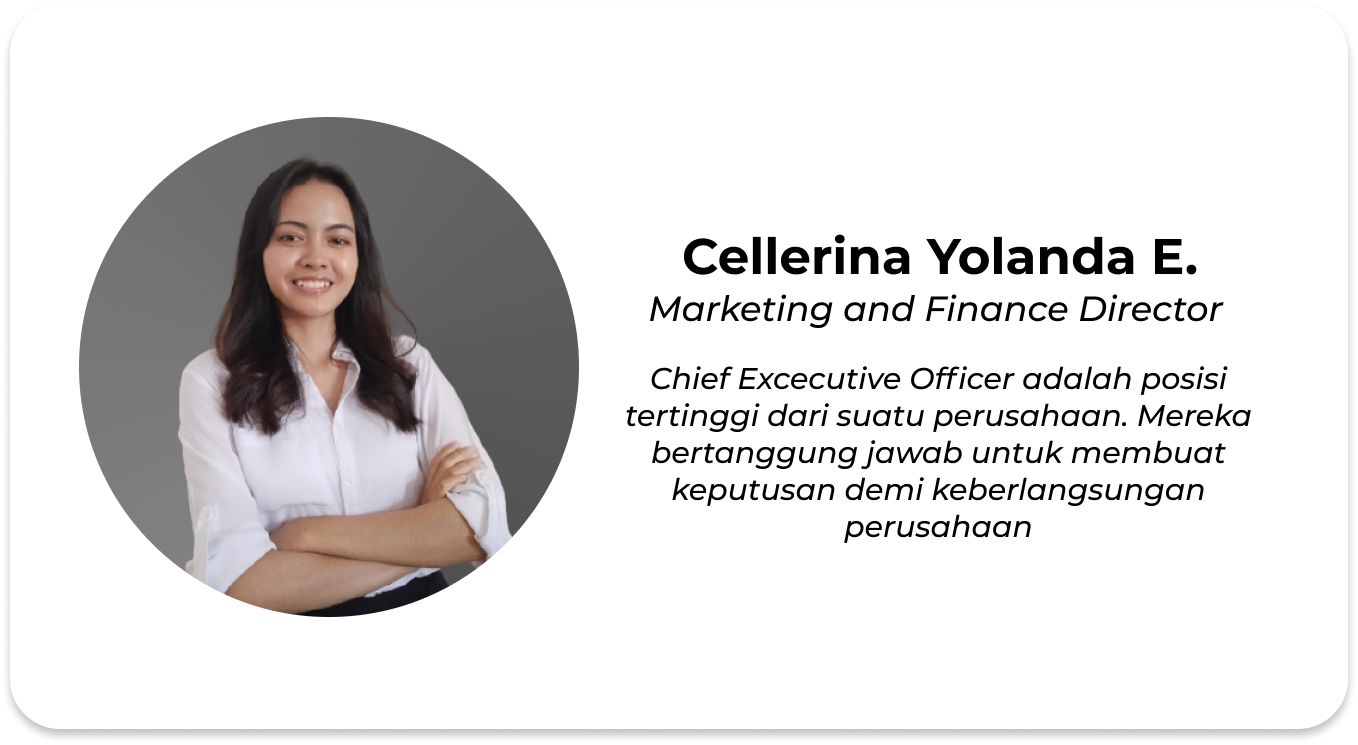 Cellerina Yolanda E.
Marketing and Finance Director
Chief Excecutive Officer adalah posisi
tertinggi dari suatu perusahaan. Mereka
bertanggung jawab untuk membuat
keputusan demi keberlangsungan
perusahaan